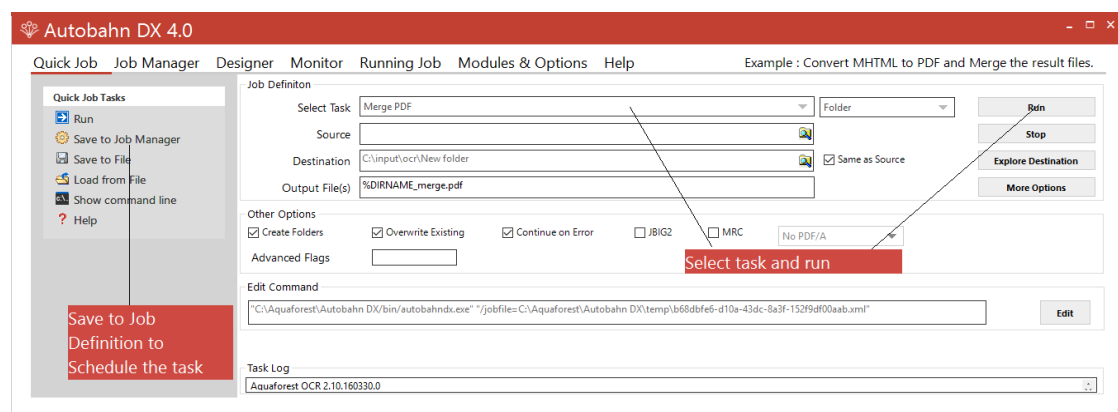 Autobahn DX 4.0
Quick Job Job Manager Designer Monitor Running Job Modules & Options Help Example : Convert MHTML to PDF and Merge the result files.
Quick Job Tasks
Run
Save to Job Manager
Save to File
Load from File
Show command line
Help
Save to Job
Definition to
Schedule the task
Job Definiton
Select Task Merge PDF Folder Run
Source Stop
Destination C:\input\ocr\New folder Same as Source Explore Destination
Output File(s) %DIRNAME_merge.pdf More Options
Other Options
Create Folders Overwrite Existing Continue on Error JBIG2 MRC No PDF/A
Advanced Flags
Select task and run
Edit Command
"C:\Aquaforest\Autobahn DX/bin/autobahndx.exe" "/jobfile=C:\Aquaforest\Autobahn DX\temp\b68dbfe6-d10a-43dc-8a3f-152f9df00aab.xml" Edit
Task Log
Aquaforest OCR 2.10.160330.0